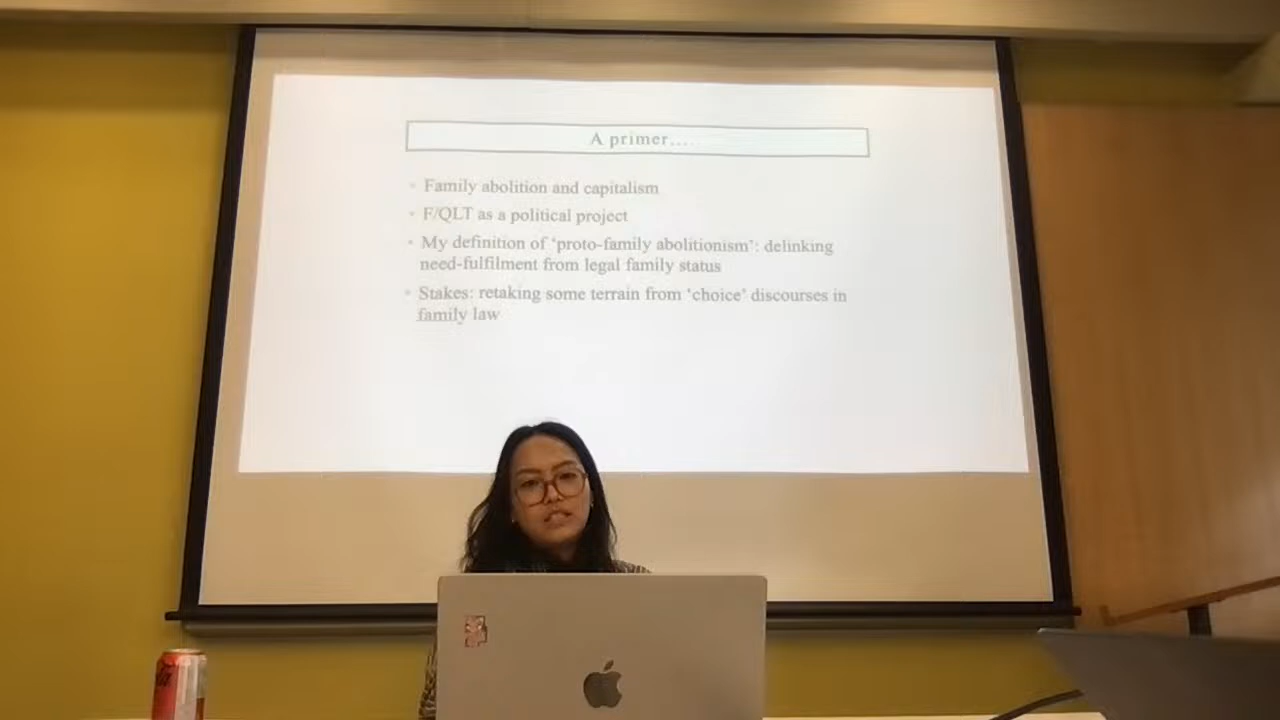 A primer....
• Family abolition and capitalism
• F/QLT as a political project
• My definition of ‘proto-family abolitionism’: delinking
need-fulfilment from legal family status
• Stakes: retaking some terrain from ‘choice’ discourses in
family law